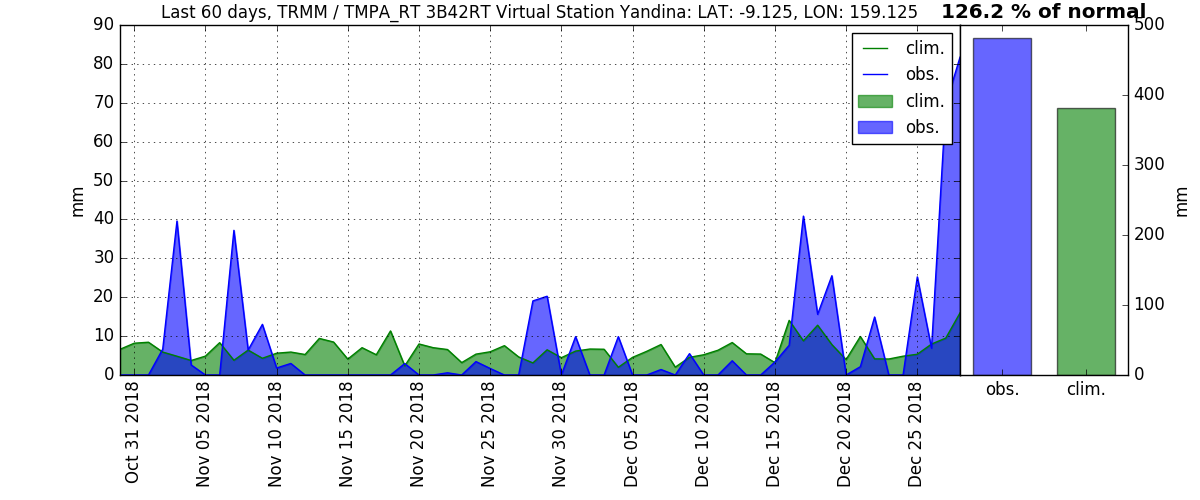 Last 60 days, TRMM / TMPA_RT 3B42RT Virtual Station Yandina: LAT: -9.125, LON: 159.125
126.2 % of normal
90
80
70
60
50
40
30
20
10
0
mm
clim.
obs.
clim.
obs.
500
400
300
200
100
0
mm
obs.
clim.
Oct 31 2018
Nov 05 2018
Nov 10 2018
Nov 15 2018
Nov 20 2018
Nov 25 2018
Nov 30 2018
Dec 05 2018
Dec 10 2018
Dec 15 2018
Dec 20 2018
Dec 25 2018